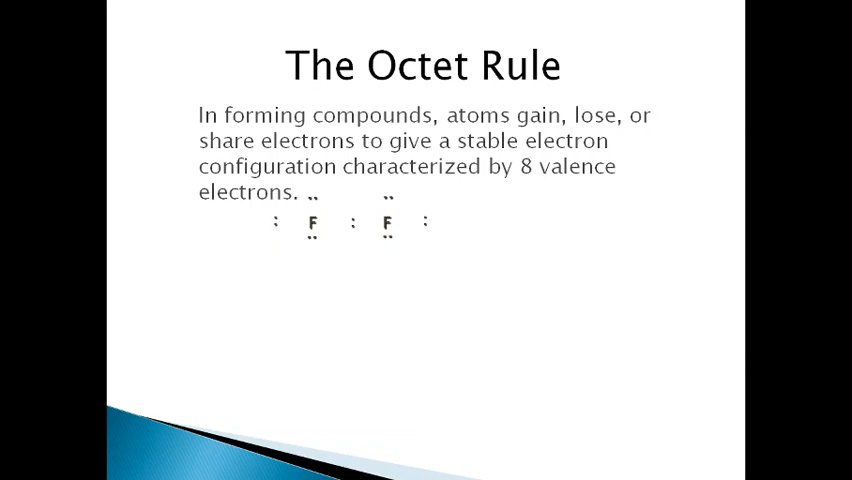 The Octet Rule
In forming compounds, atoms gain, lose, or
share electrons to give a stable electron
configuration characterized by 8 valence
electrons. .. ..
: F : F :
.. ..